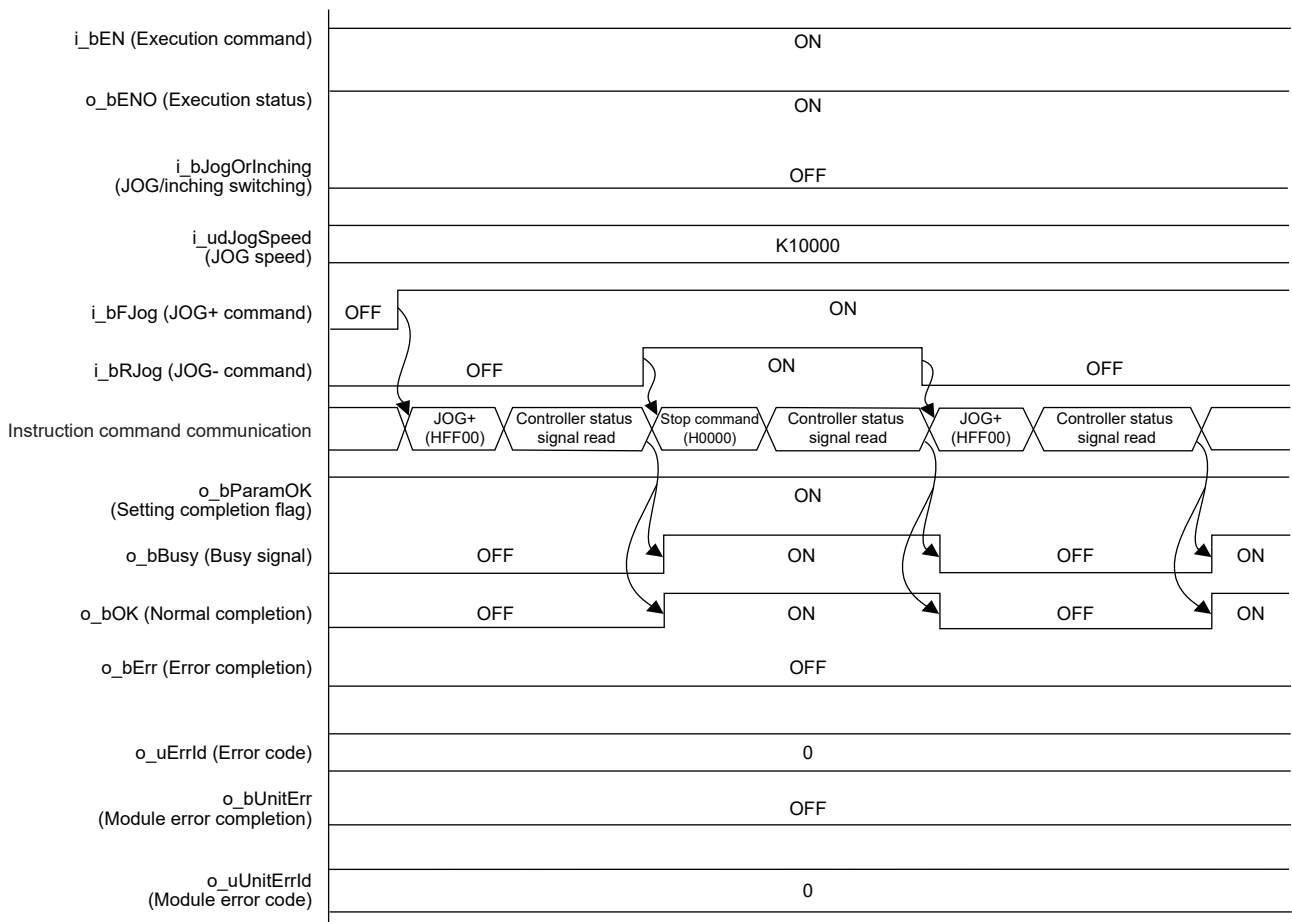 i_bEN (Execution command)
ON
o_bENO (Execution status)
ON
i_bJogOrInching
(JOG/inching switching)
OFF
i_udJogSpeed
(JOG speed)
K10000
i_bFJog (JOG+ command)
OFF
ON
i_bRJog (JOG- command)
OFF
ON
OFF
Instruction command communication
JOG+
(HFF00)
Controller status
signal read
Stop command
(H0000)
Controller status
signal read
JOG+
(HFF00)
Controller status
signal read
o_bParamOK
(Setting completion flag)
ON
o_bBusy (Busy signal)
OFF
ON
OFF
ON
o_bOK (Normal completion)
OFF
ON
OFF
ON
o_bErr (Error completion)
OFF
o_uErrId (Error code)
0
o_bUnitErr
(Module error completion)
OFF
o_uUnitErrId
(Module error code)
0